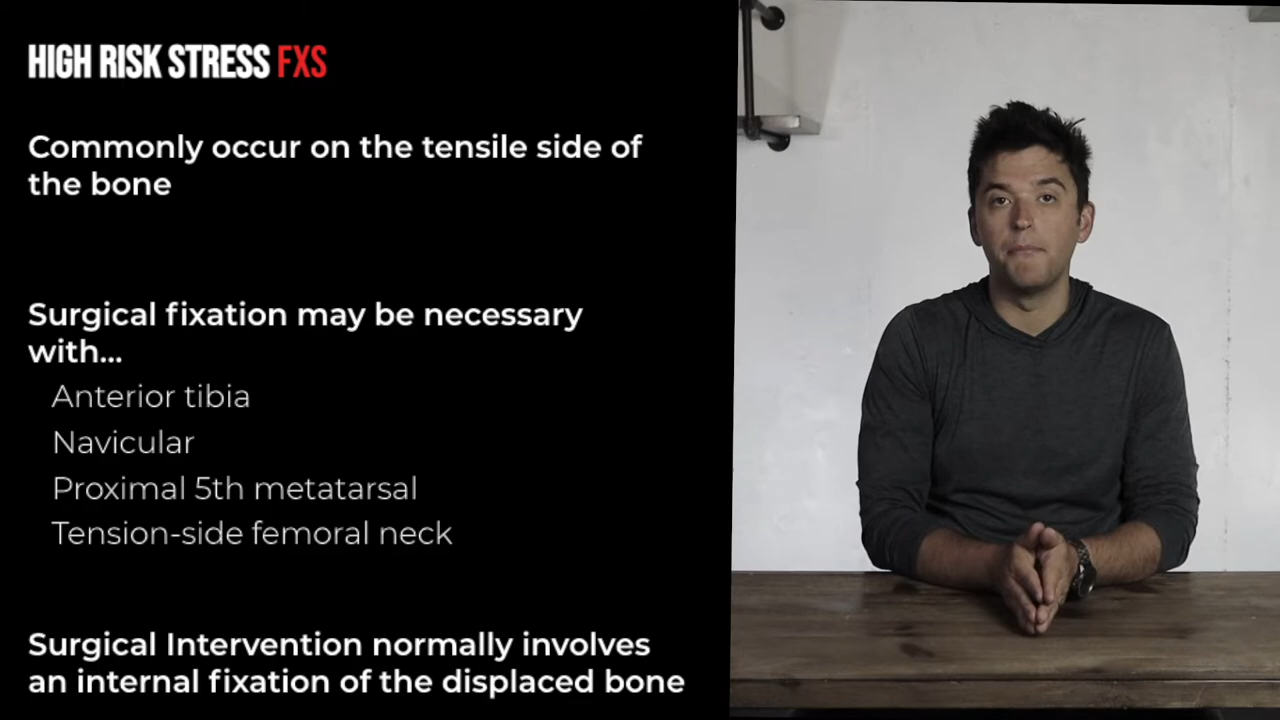 HIGH RISK STRESS FXS
Commonly occur on the tensile side of
the bone
Surgical fixation may be necessary
with...
Anterior tibia
Navicular
Proximal 5th metatarsal
Tension-side femoral neck
Surgical Intervention normally involves
an internal fixation of the displaced bone